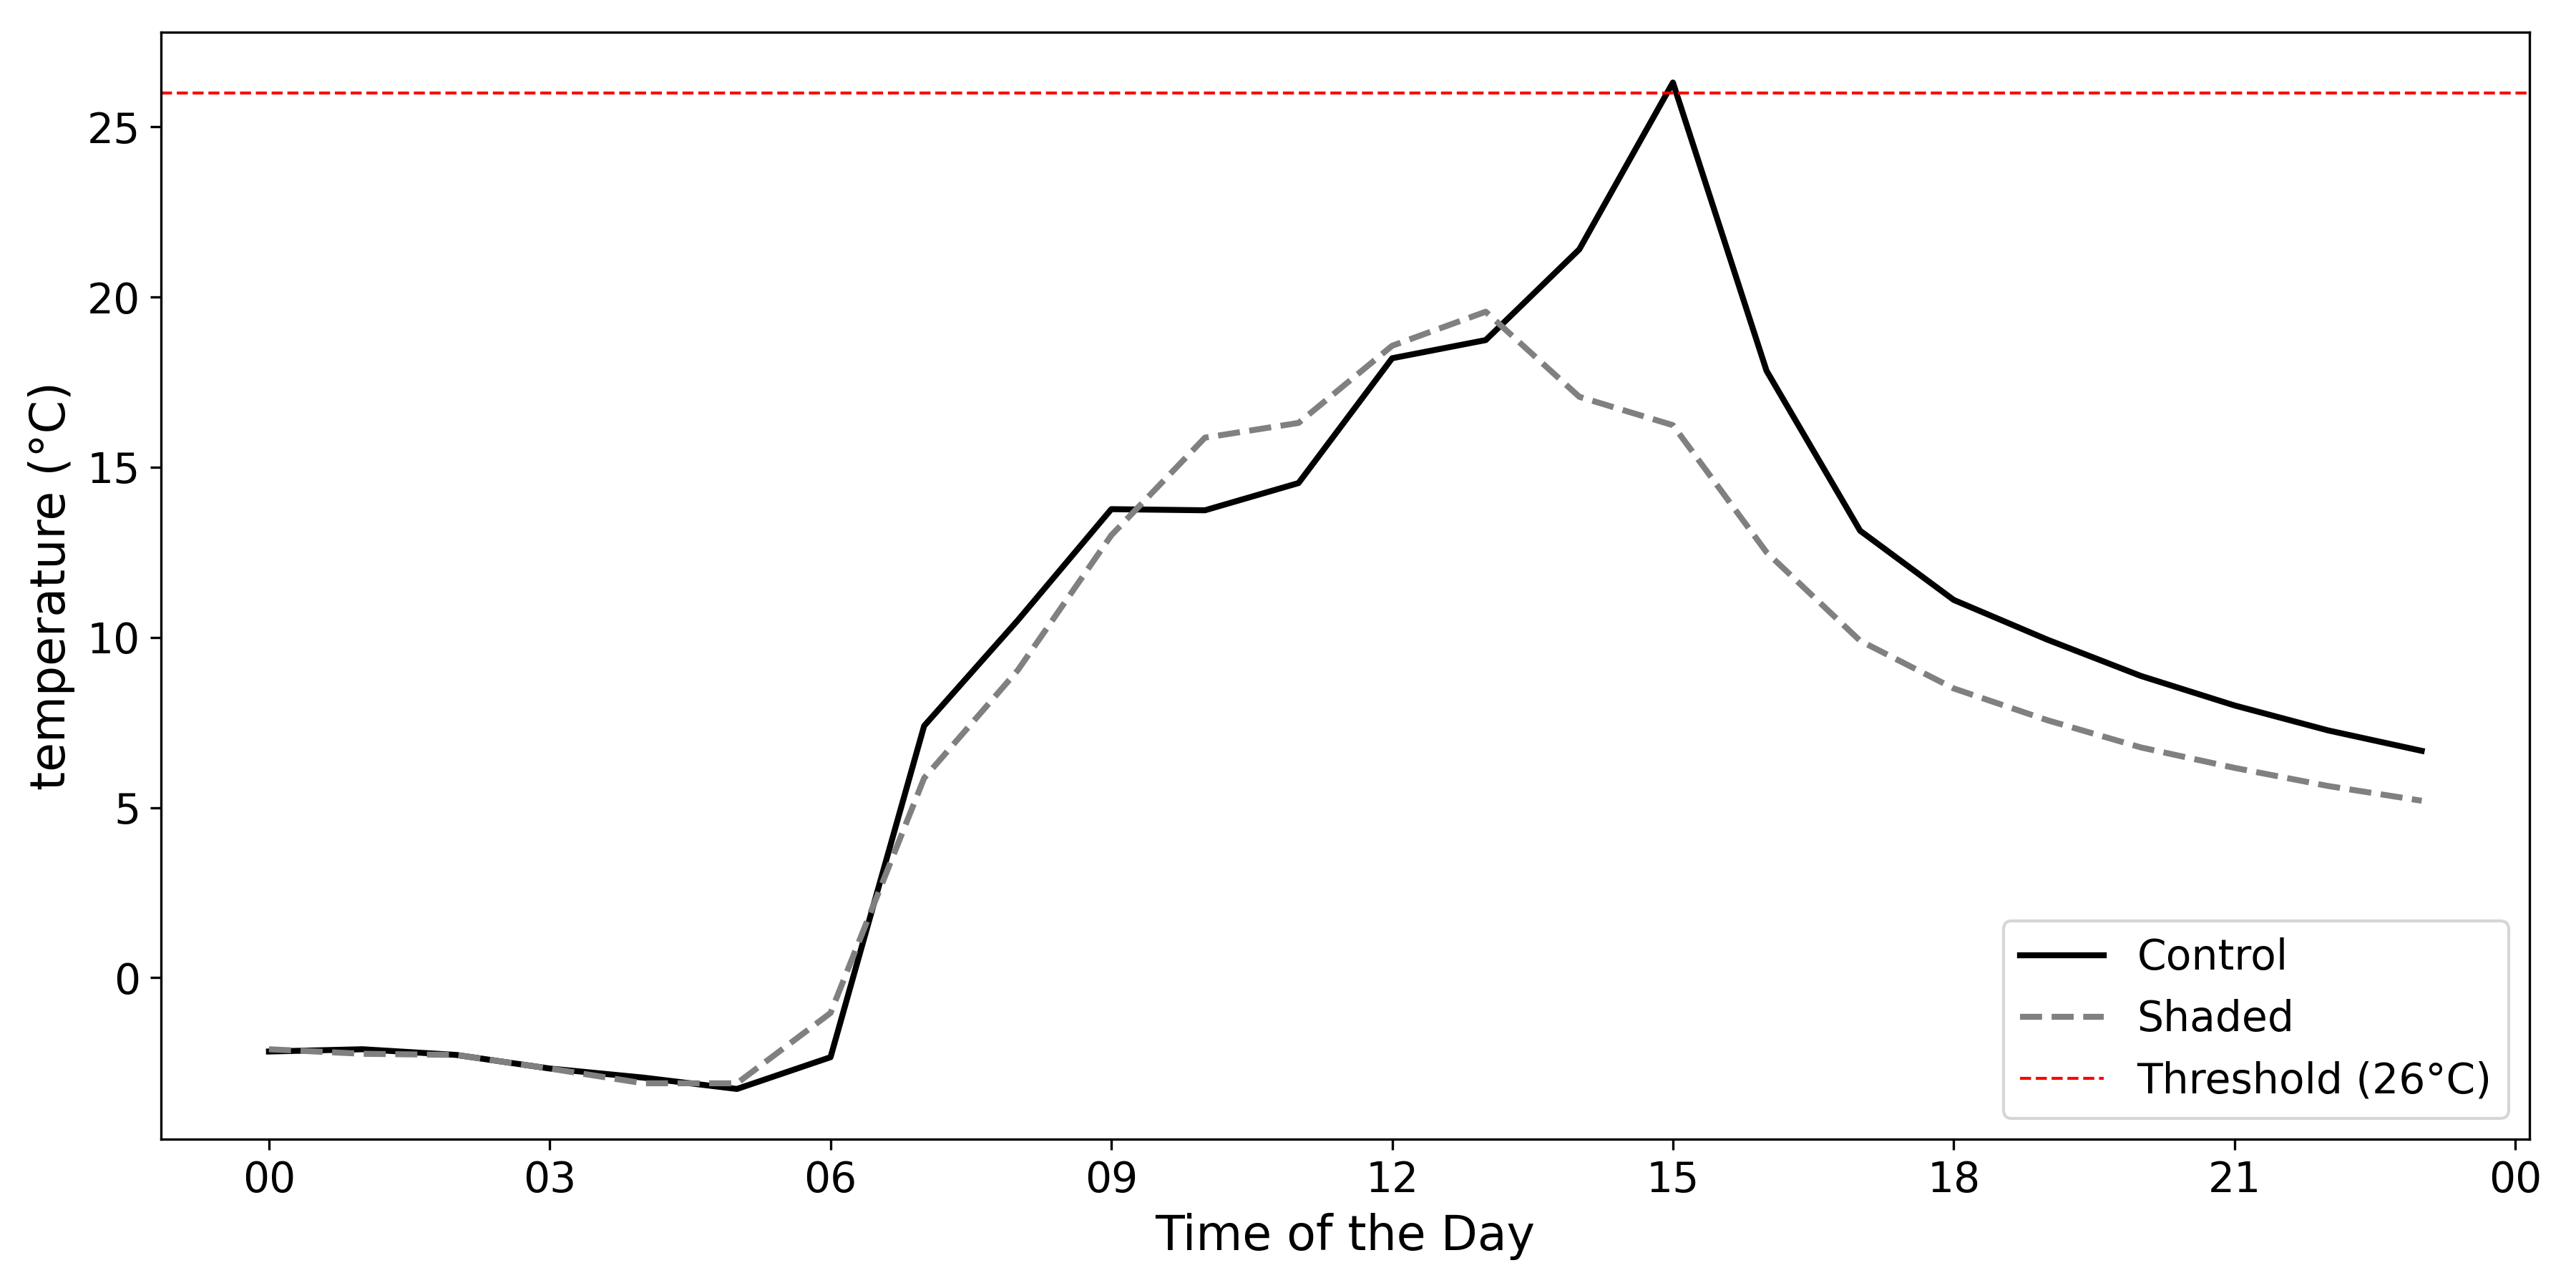 25
20
15
10
5
0
temperature (°C)
00 03 06 09 12 15 18 21 00
Time of the Day
Control
Shaded
Threshold (26°C)